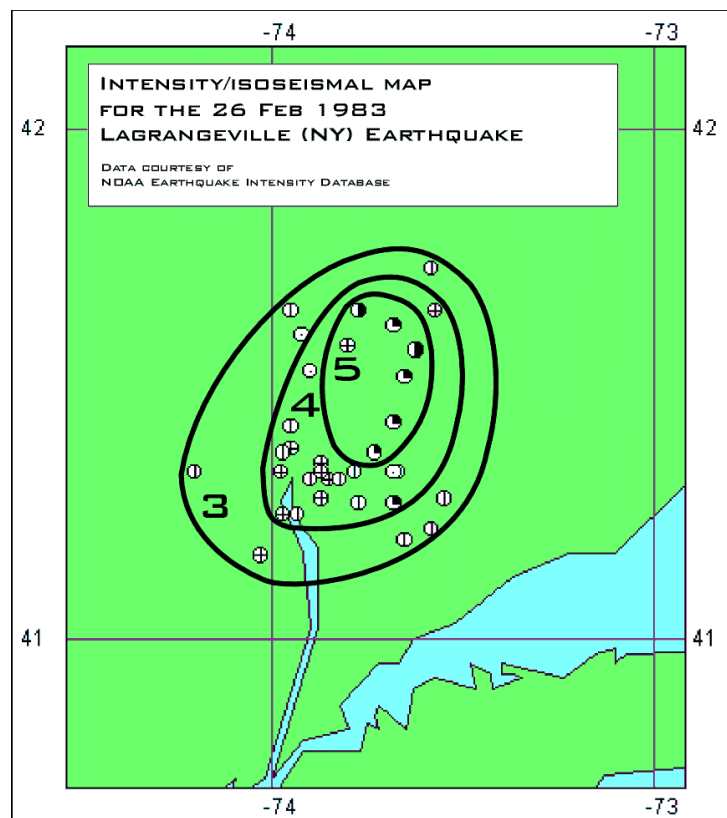 -74 -73
INTENSITY/ISOSEISMAL MAP
FOR THE 26 FEB 1983
LAGRANGEVILLE (NY) EARTHQUAKE
DATA COURTESY OF
NOAA EARTHQUAKE INTENSITY DATABASE
42 42
5
4
3
41 41
-74 -73